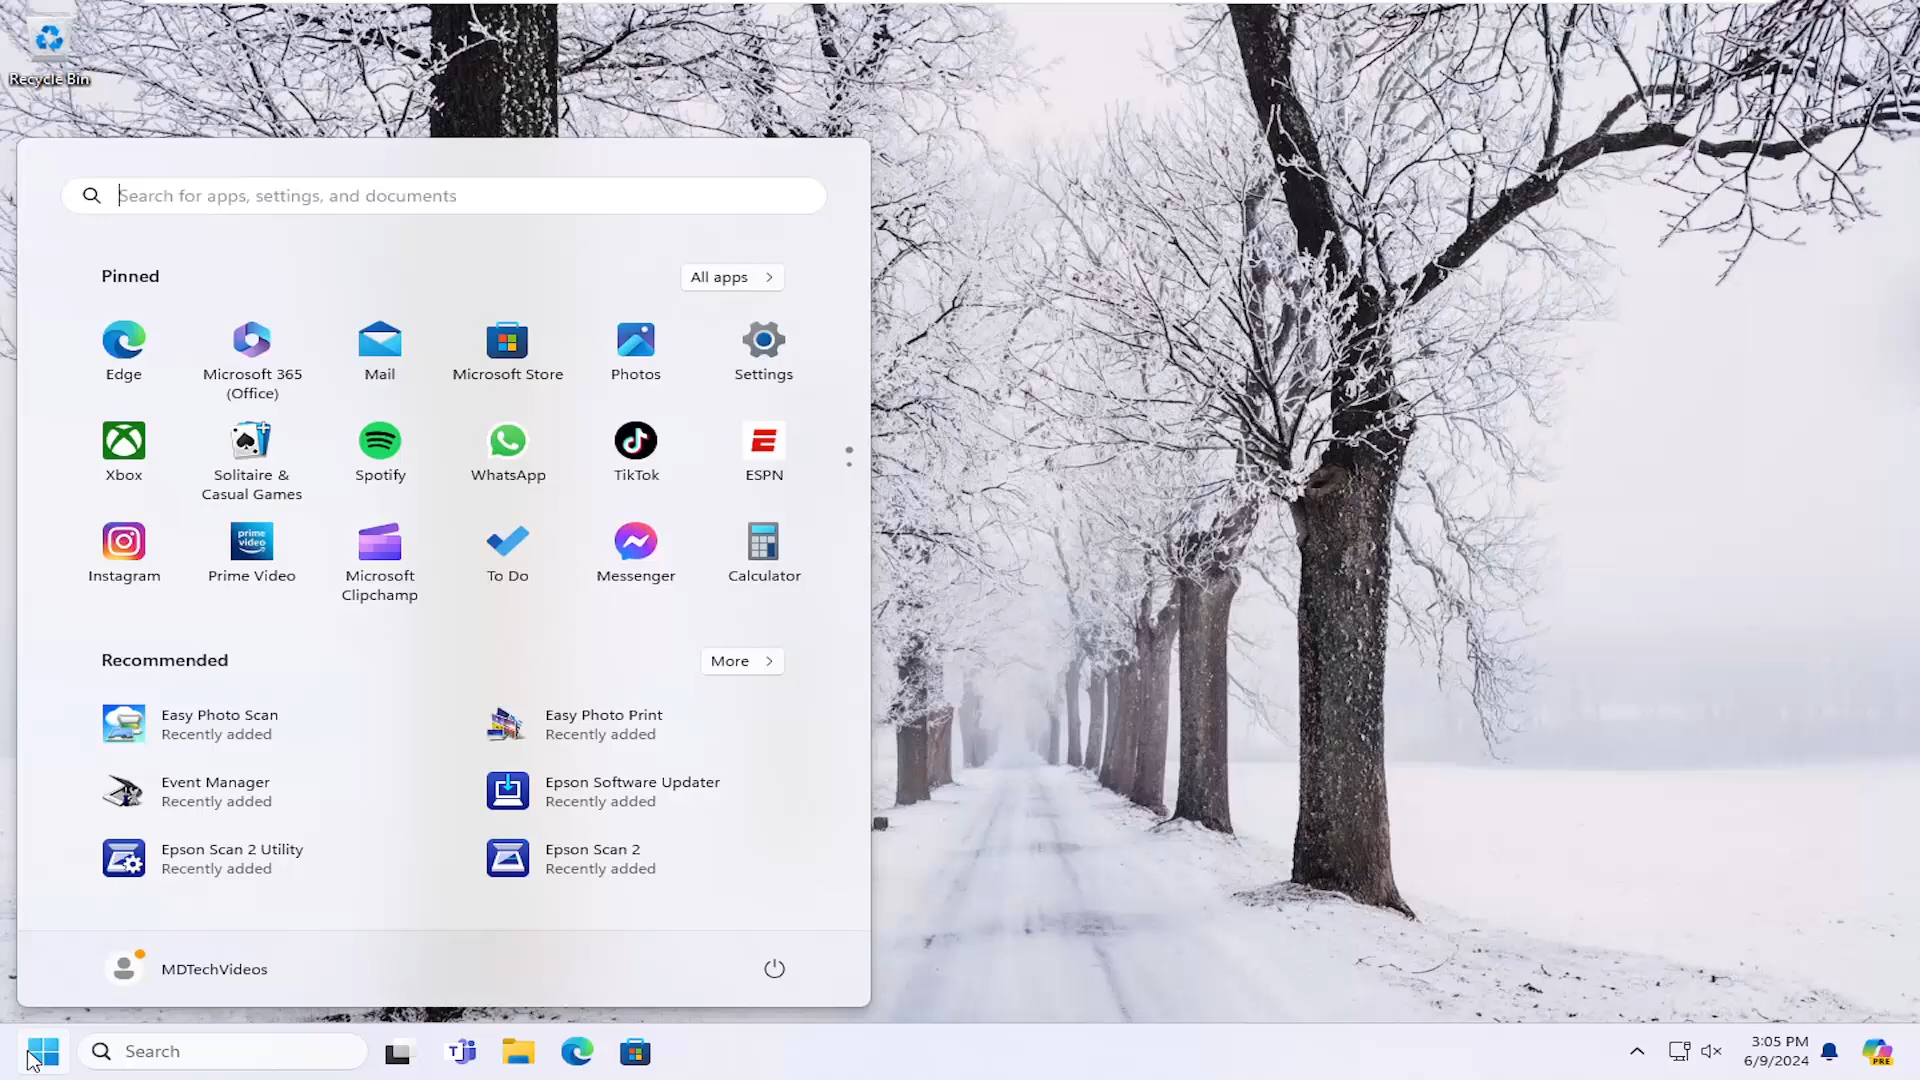 Recycle Bin
Search for apps, settings, and documents
Pinned
All apps
Edge
Microsoft 365
(Office)
Mail
Microsoft Store
Photos
Settings
Xbox
Solitaire &
Casual Games
Spotify
WhatsApp
TikTok
ESPN
Instagram
prime
video
Prime Video
Microsoft
Clipchamp
To Do
Messenger
Calculator
Recommended
More
Easy Photo Scan
Recently added
Easy Photo Print
Recently added
Event Manager
Recently added
Epson Software Updater
Recently added
Epson Scan 2 Utility
Recently added
Epson Scan 2
Recently added
MDTechVideos
Search
3:05 PM
6/9/2024
PRE